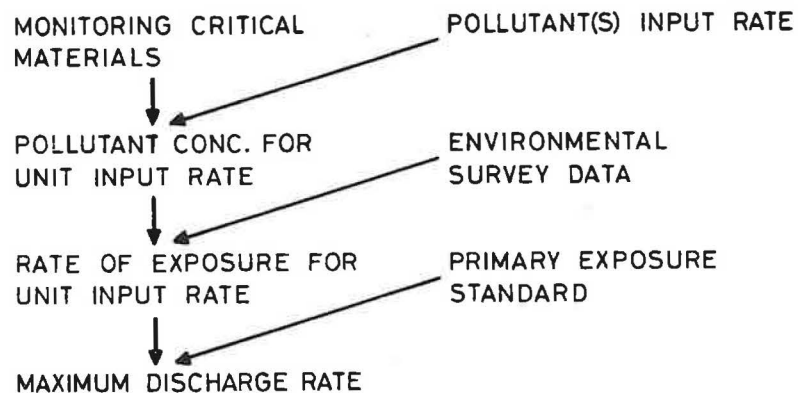 MONITORING CRITICAL
MATERIALS
POLLUTANT(S) INPUT RATE
POLLUTANT CONC. FOR
UNIT INPUT RATE
ENVIRONMENTAL
SURVEY DATA
RATE OF EXPOSURE FOR
UNIT INPUT RATE
PRIMARY EXPOSURE
STANDARD
MAXIMUM DISCHARGE RATE